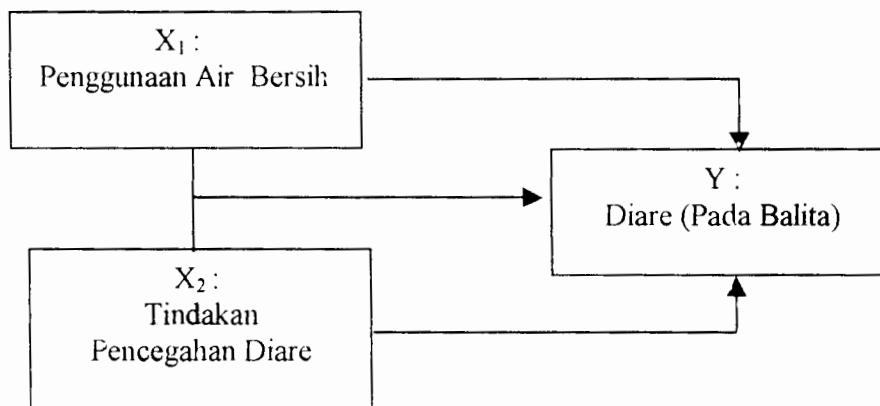 X₁ :
Penggunaan Air Bersih
Y :
Diare (Pada Balita)
X₂ :
Tindakan
Pencegahan Diare